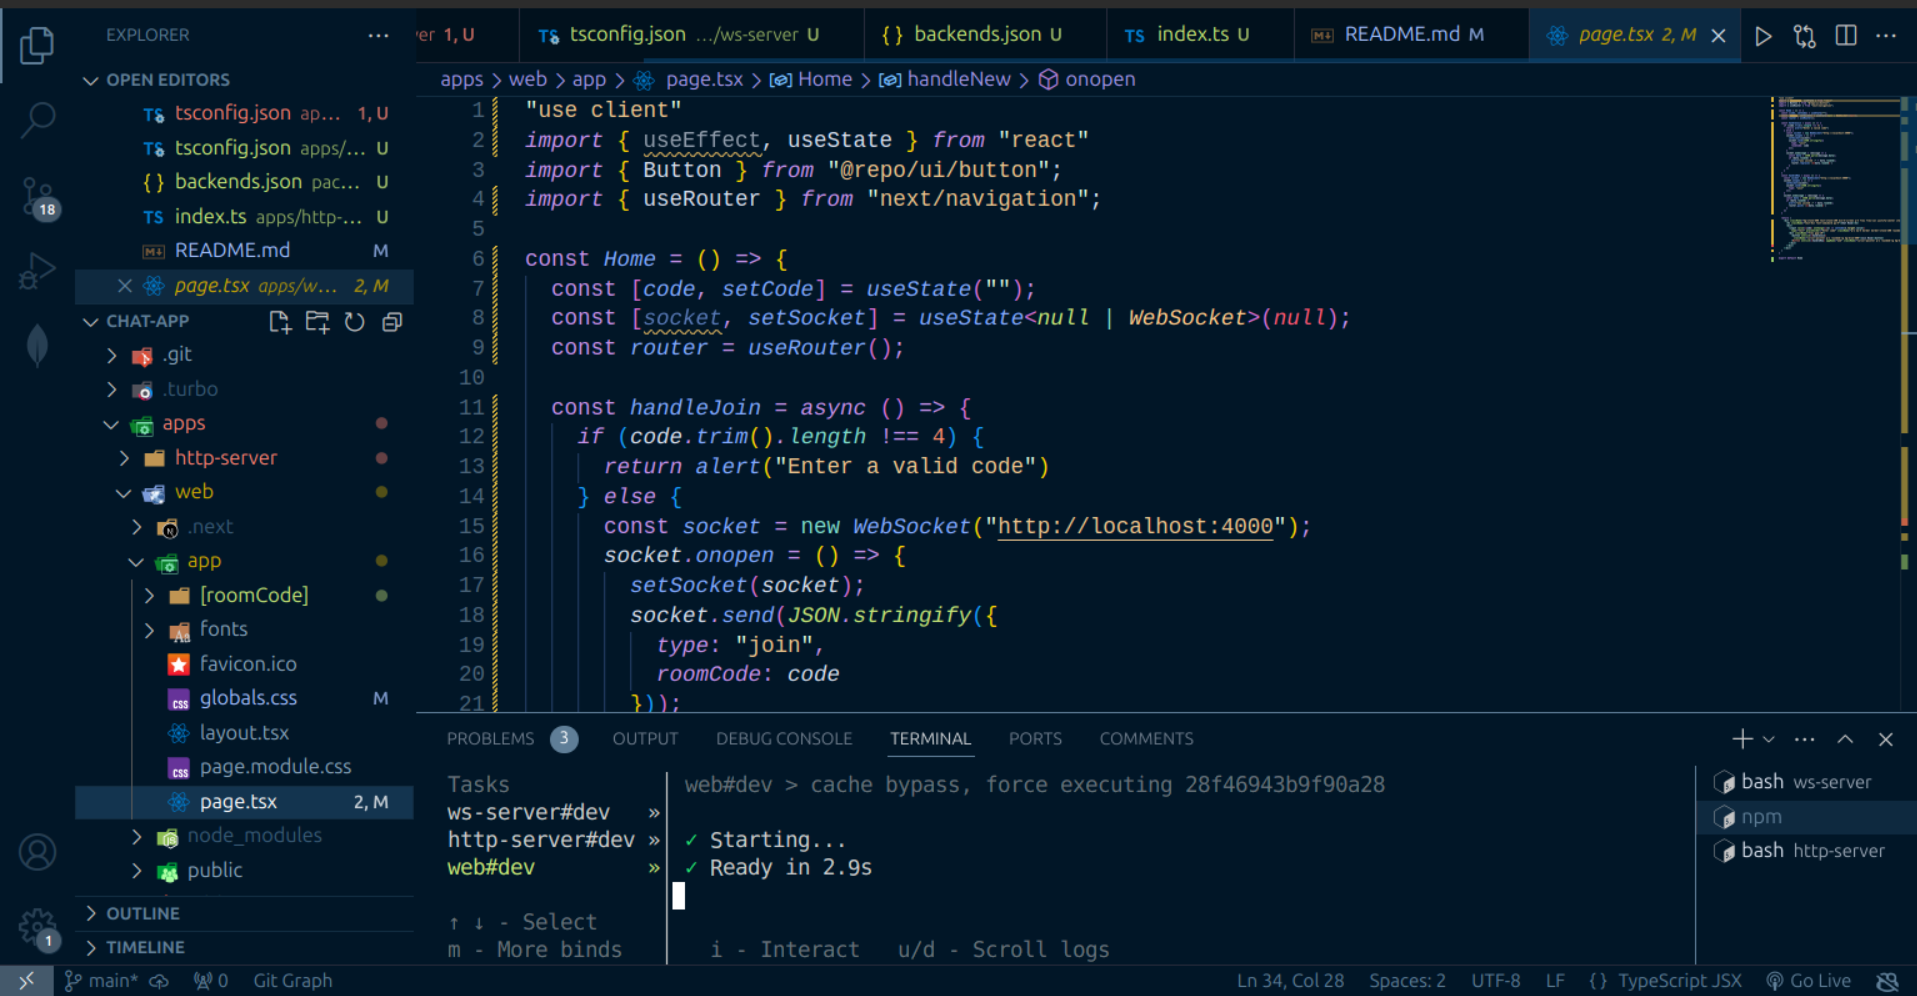 EXPLORER
OPEN EDITORS
tsconfig.json ap... 1, U
tsconfig.json apps/... U
backends.json pac... U
index.ts apps/http-... U
README.md M
page.tsx apps/w... 2, M
CHAT-APP
.git
.turbo
apps
http-server
web
.next
app
[roomCode]
fonts
favicon.ico
globals.css M
layout.tsx
page.module.css
page.tsx 2, M
node_modules
public
OUTLINE
TIMELINE
18
1
er 1, U
tsconfig.json .../ws-server U
{ } backends.json U
TS index.ts U
README.md M
page.tsx 2, M
apps > web > app > page.tsx > Home > handleNew > onopen
1 "use client"
2 import { useEffect, useState } from "react"
3 import { Button } from "@repo/ui/button";
4 import { useRouter } from "next/navigation";
5
6 const Home = () => {
7 const [code, setCode] = useState("");
8 const [socket, setSocket] = useState<null | WebSocket>(null);
9 const router = useRouter();
10
11 const handleJoin = async () => {
12 if (code.trim().length !== 4) {
13 return alert("Enter a valid code")
14 } else {
15 const socket = new WebSocket("http://localhost:4000");
16 socket.onopen = () => {
17 setSocket(socket);
18 socket.send(JSON.stringify({
19 type: "join",
20 roomCode: code
21 }));
PROBLEMS 3 OUTPUT DEBUG CONSOLE TERMINAL PORTS COMMENTS
Tasks
ws-server#dev »
http-server#dev »
web#dev »
↑ ↓ - Select
m - More binds
web#dev > cache bypass, force executing 28f46943b9f90a28
✓ Starting...
✓ Ready in 2.9s
i - Interact u/d - Scroll logs
bash ws-server
npm
bash http-server
main* 0 Git Graph
Ln 34, Col 28 Spaces: 2 UTF-8 LF { } TypeScript JSX Go Live